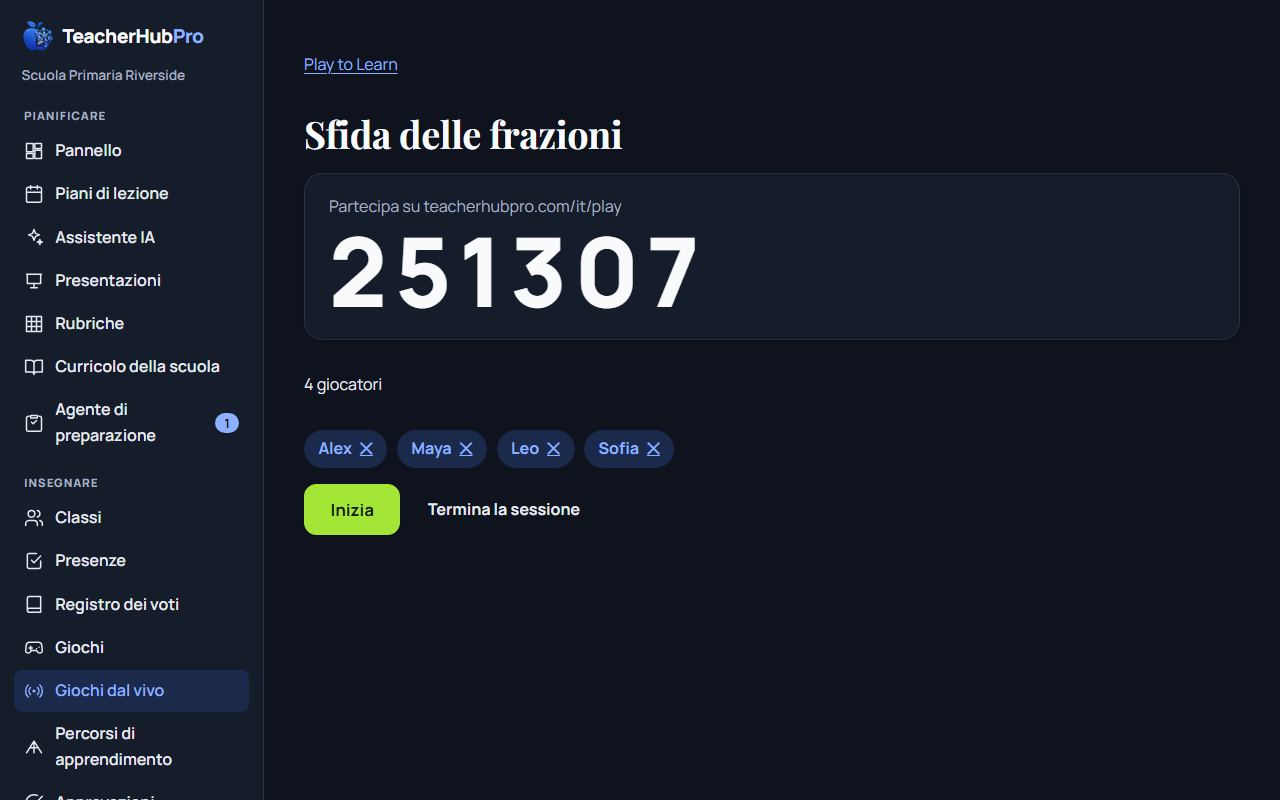 TeacherHubPro
Scuola Primaria Riverside
PIANIFICARE
Pannello
Piani di lezione
Assistente IA
Presentazioni
Rubriche
Curricolo della scuola
Agente di
preparazione
1
INSEGNARE
Classi
Presenze
Registro dei voti
Giochi
Giochi dal vivo
Percorsi di
apprendimento
Play to Learn
Sfida delle frazioni
Partecipa su teacherhubpro.com/it/play
251307
4 giocatori
Alex
Maya
Leo
Sofia
Inizia
Termina la sessione